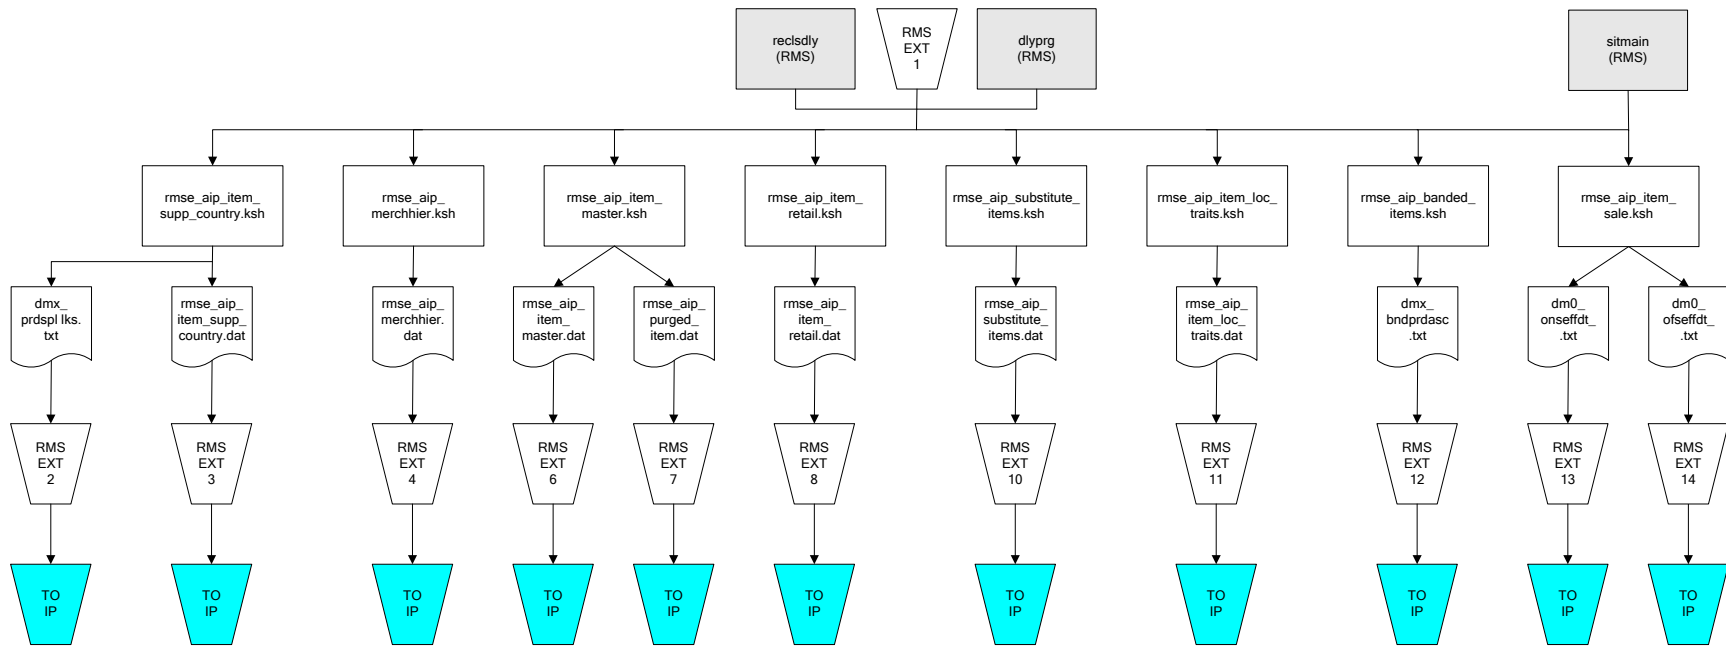 reclsdly
(RMS)
RMS
EXT
1
dlyprg
(RMS)
sitmain
(RMS)
rmse_aip_item_
supp_country.ksh
rmse_aip_
merchhier.ksh
rmse_aip_item_
master.ksh
rmse_aip_item_
retail.ksh
rmse_aip_substitute_
items.ksh
rmse_aip_item_loc_
traits.ksh
rmse_aip_banded_
items.ksh
rmse_aip_item_
sale.ksh
dmx_
prdspl lks.
txt
rmse_aip_
item_supp_
country.dat
rmse_aip_
merchhier.
dat
rmse_aip_
item_
master.dat
rmse_aip_
purged_
item.dat
rmse_aip_
item_
retail.dat
rmse_aip_
substitute_
items.dat
rmse_aip_
item_loc_
traits.dat
dmx_
bndprdasc
.txt
dm0_
onseffdt_
.txt
dm0_
ofseffdt_
.txt
RMS
EXT
2
RMS
EXT
3
RMS
EXT
4
RMS
EXT
6
RMS
EXT
7
RMS
EXT
8
RMS
EXT
10
RMS
EXT
11
RMS
EXT
12
RMS
EXT
13
RMS
EXT
14
TO
IP
TO
IP
TO
IP
TO
IP
TO
IP
TO
IP
TO
IP
TO
IP
TO
IP
TO
IP
TO
IP